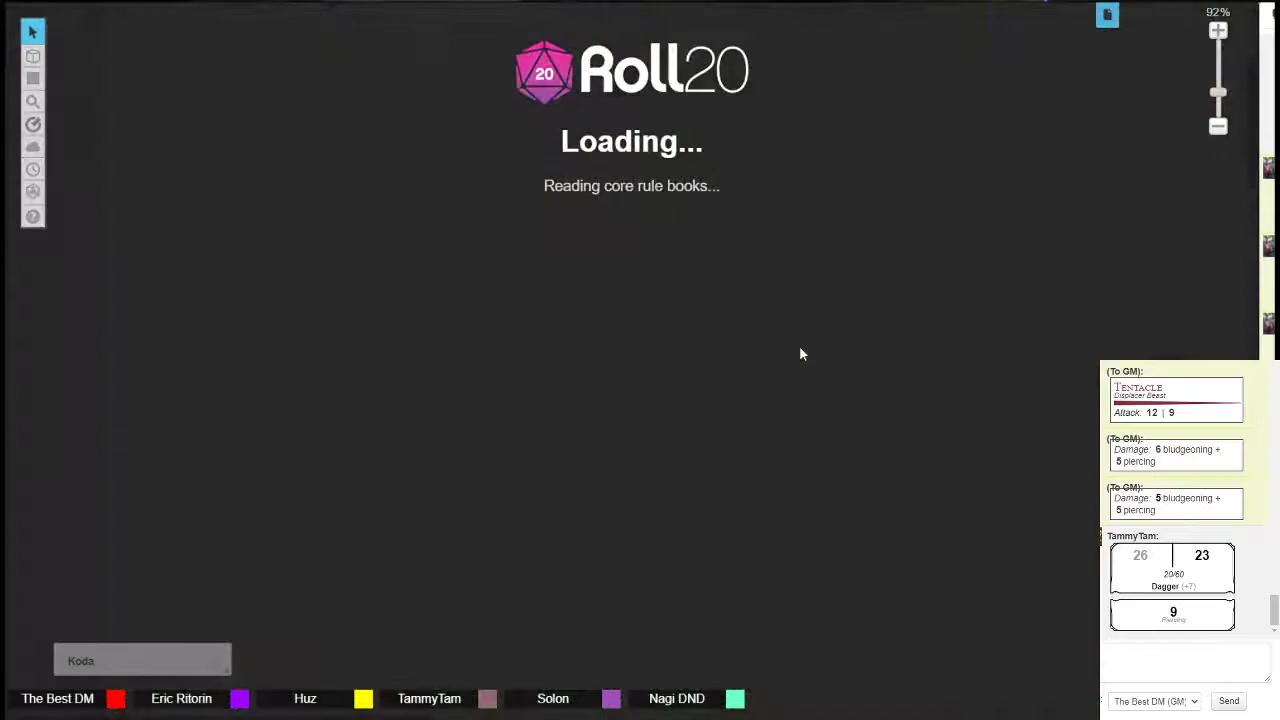 92%
20 Roll20
Loading...
Reading core rule books...
(To GM):
TENTACLE
Displacer Beast
Attack: 12 | 9
(To GM):
Damage: 6 bludgeoning +
5 piercing
(To GM):
Damage: 5 bludgeoning +
5 piercing
TammyTam:
26 23
20/60
Dagger (+7)
9
Piercing
Koda
The Best DM
Eric Ritorin
Huz
TammyTam
Solon
Nagi DND
The Best DM (GM)
Send